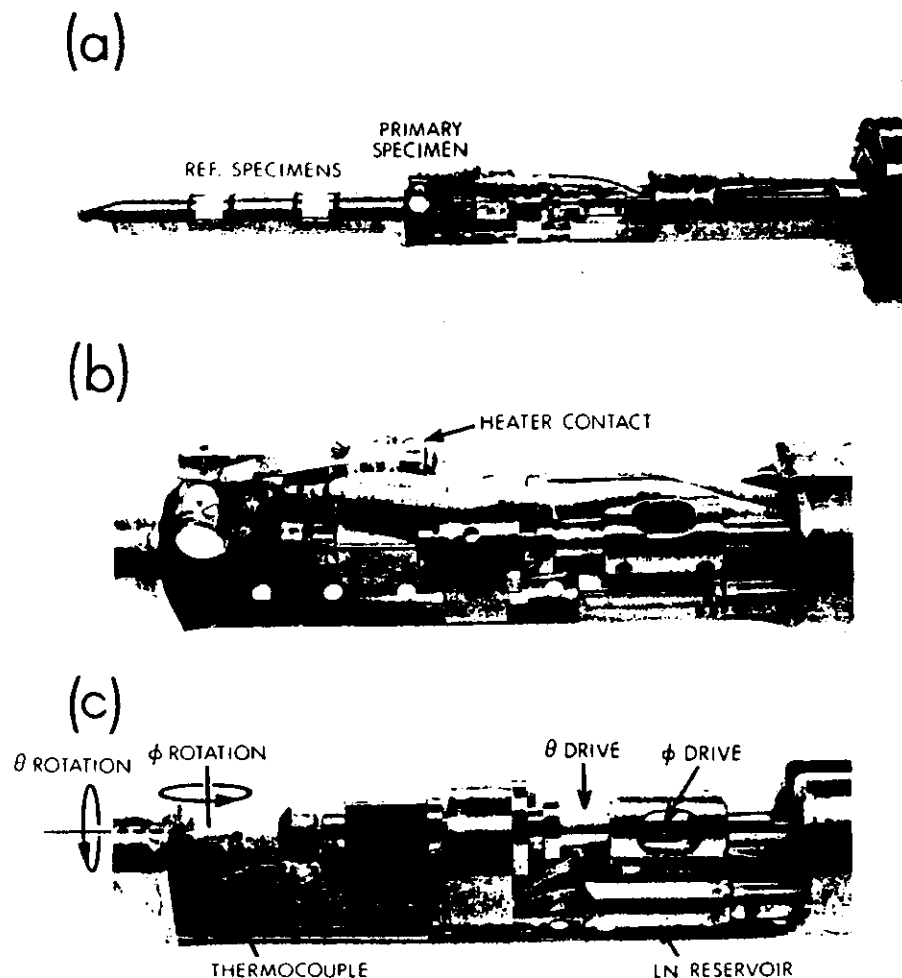 (a)
PRIMARY
SPECIMEN
REF. SPECIMENS
(b)
HEATER CONTACT
(c)
θ ROTATION
ϕ ROTATION
θ DRIVE
ϕ DRIVE
THERMOCOUPLE
LN RESERVOIR